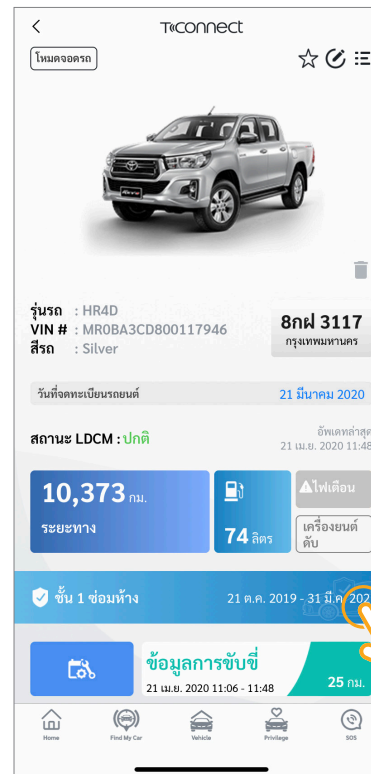 T-Connect
โหมดจอดรถ
รุ่นรถ : HR4D
VIN # : MR0BA3CD800117946
สีรถ : Silver
8กฝ 3117
กรุงเทพมหานคร
วันที่จดทะเบียนรถยนต์ 21 มีนาคม 2020
สถานะ LDCM : ปกติ
อัพเดทล่าสุด
21 เม.ย. 2020 11:48
10,373 กม.
ระยะทาง
74 ลิตร
ไฟเตือน
เครื่องยนต์
ดับ
ชั้น 1 ซ่อมห้าง 21 ต.ค. 2019 - 31 มี.ค.
ข้อมูลการขับขี่
21 เม.ย. 2020 11:06 - 11:48
25 กม.
Home Find My Car Vehicle Privilege SOS